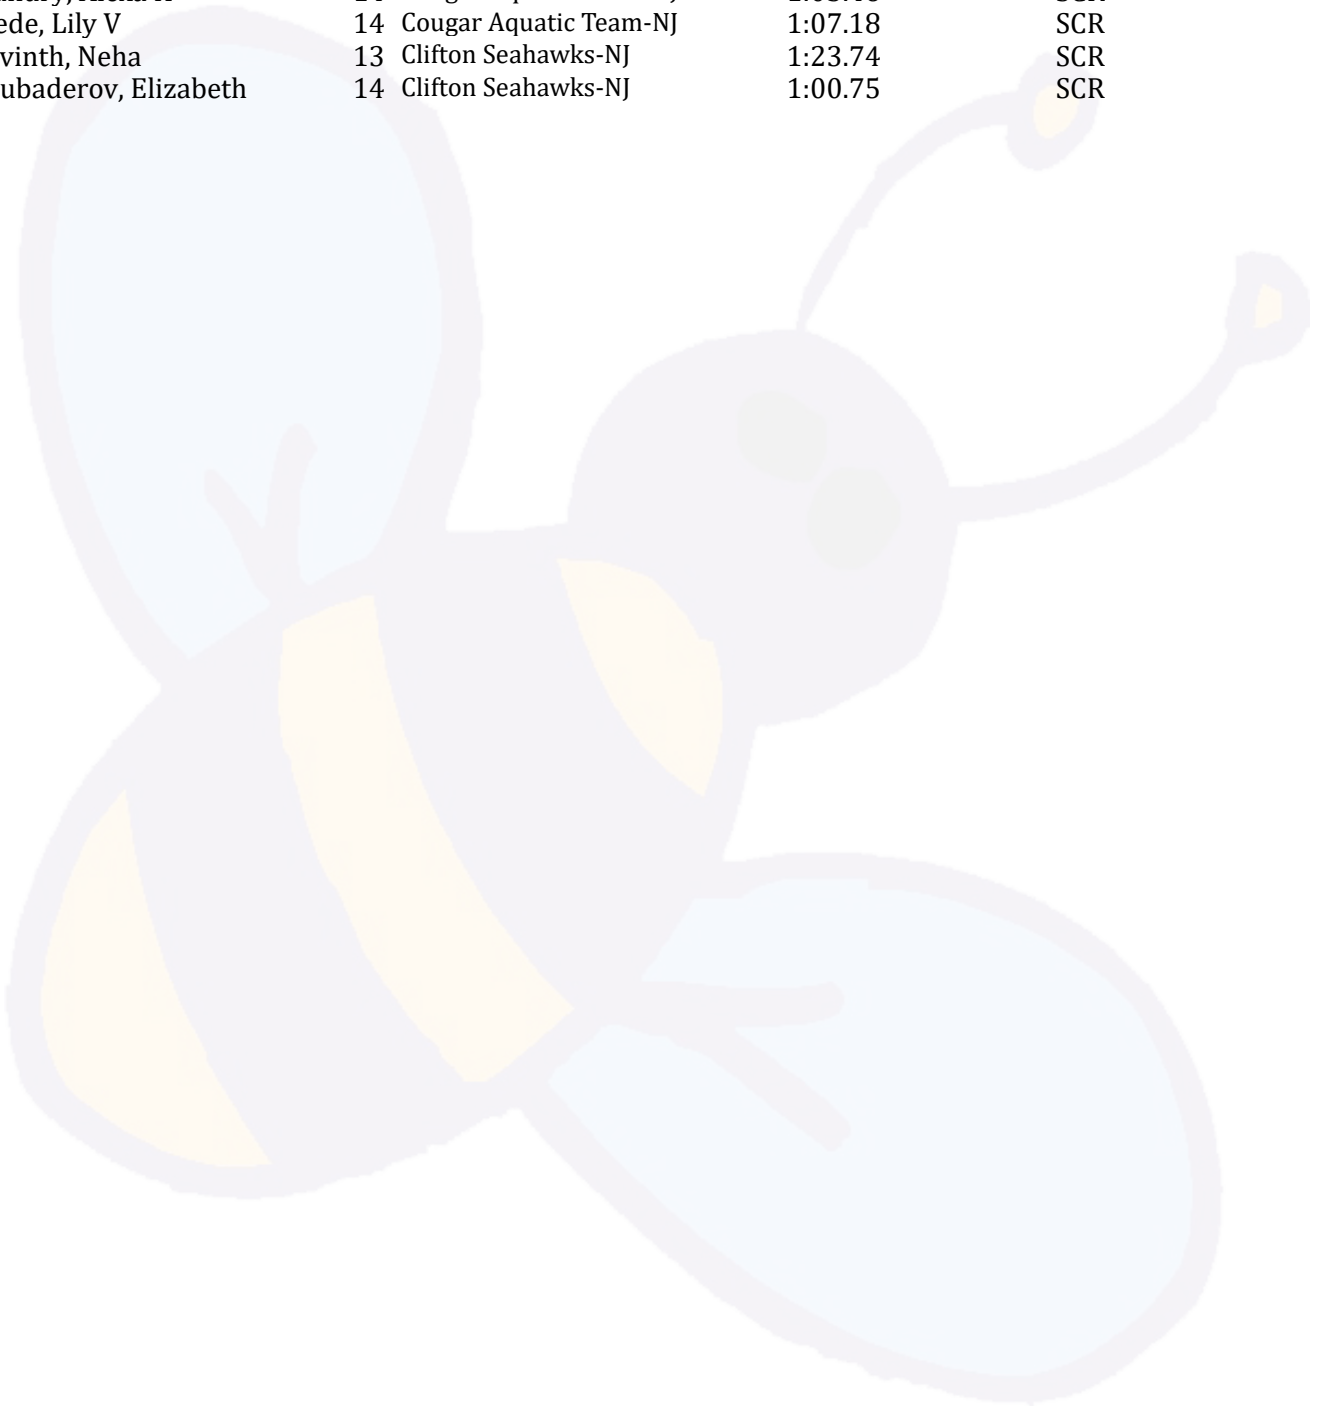 14
ede, Lily V 14 Cougar Aquatic Team-NJ 1:07.18 SCR
vinth, Neha 13 Clifton Seahawks-NJ 1:23.74 SCR
ubaderov, Elizabeth 14 Clifton Seahawks-NJ 1:00.75 SCR